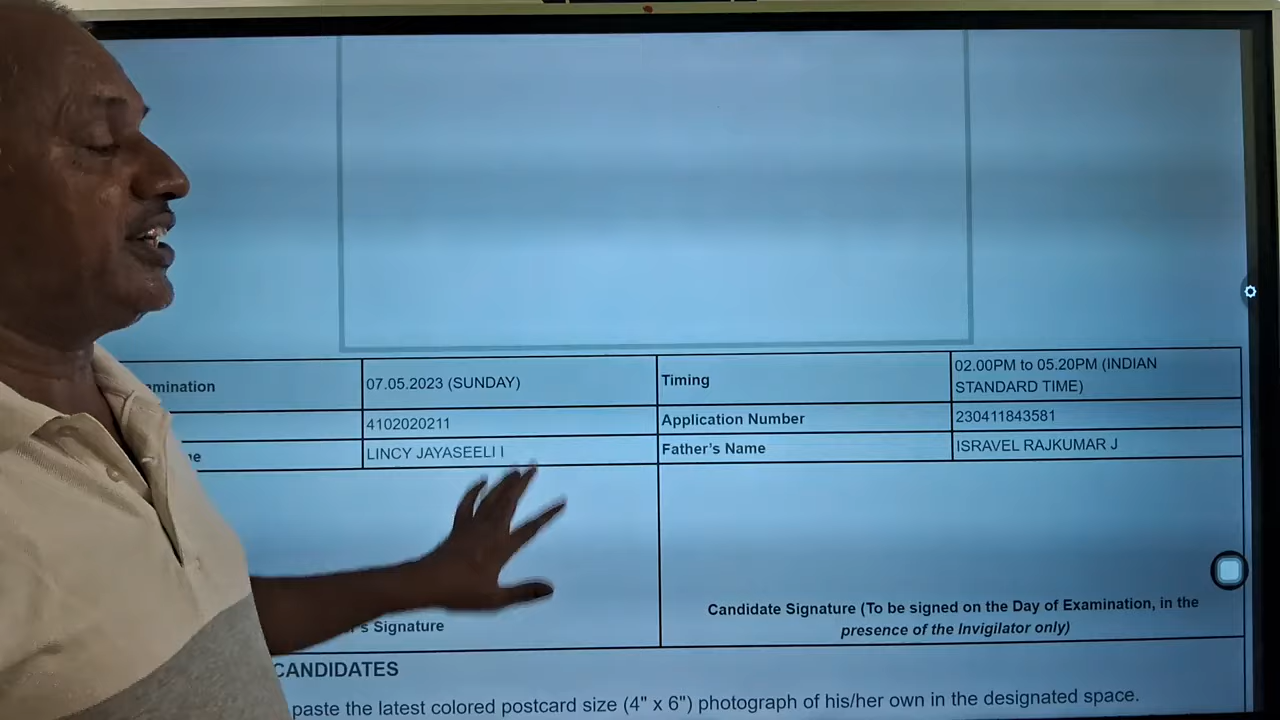 mination
07.05.2023 (SUNDAY)
Timing
02.00PM to 05.20PM (INDIAN
STANDARD TIME)
4102020211
Application Number
230411843581
LINCY JAYASEELI I
Father's Name
ISRAVEL RAJKUMAR J
's Signature
Candidate Signature (To be signed on the Day of Examination, in the
presence of the Invigilator only)
CANDIDATES
paste the latest colored postcard size (4" x 6") photograph of his/her own in the designated space.